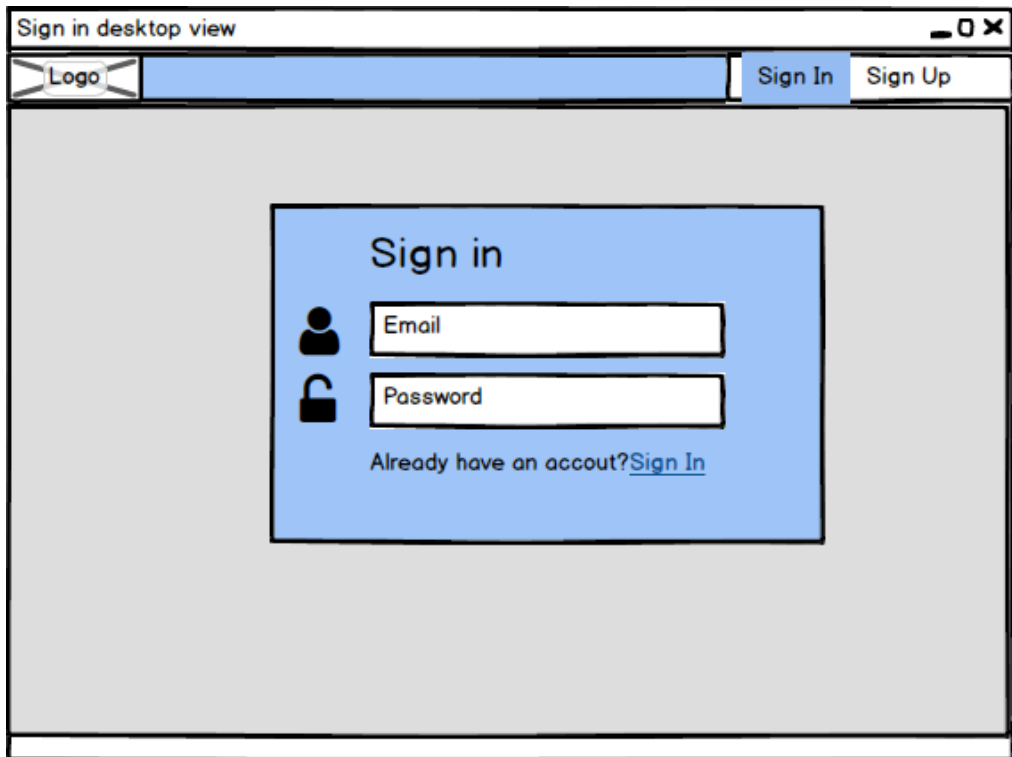 Sign in desktop view
Logo Sign In Sign Up
Sign in
Email
Password
Already have an accout?Sign In